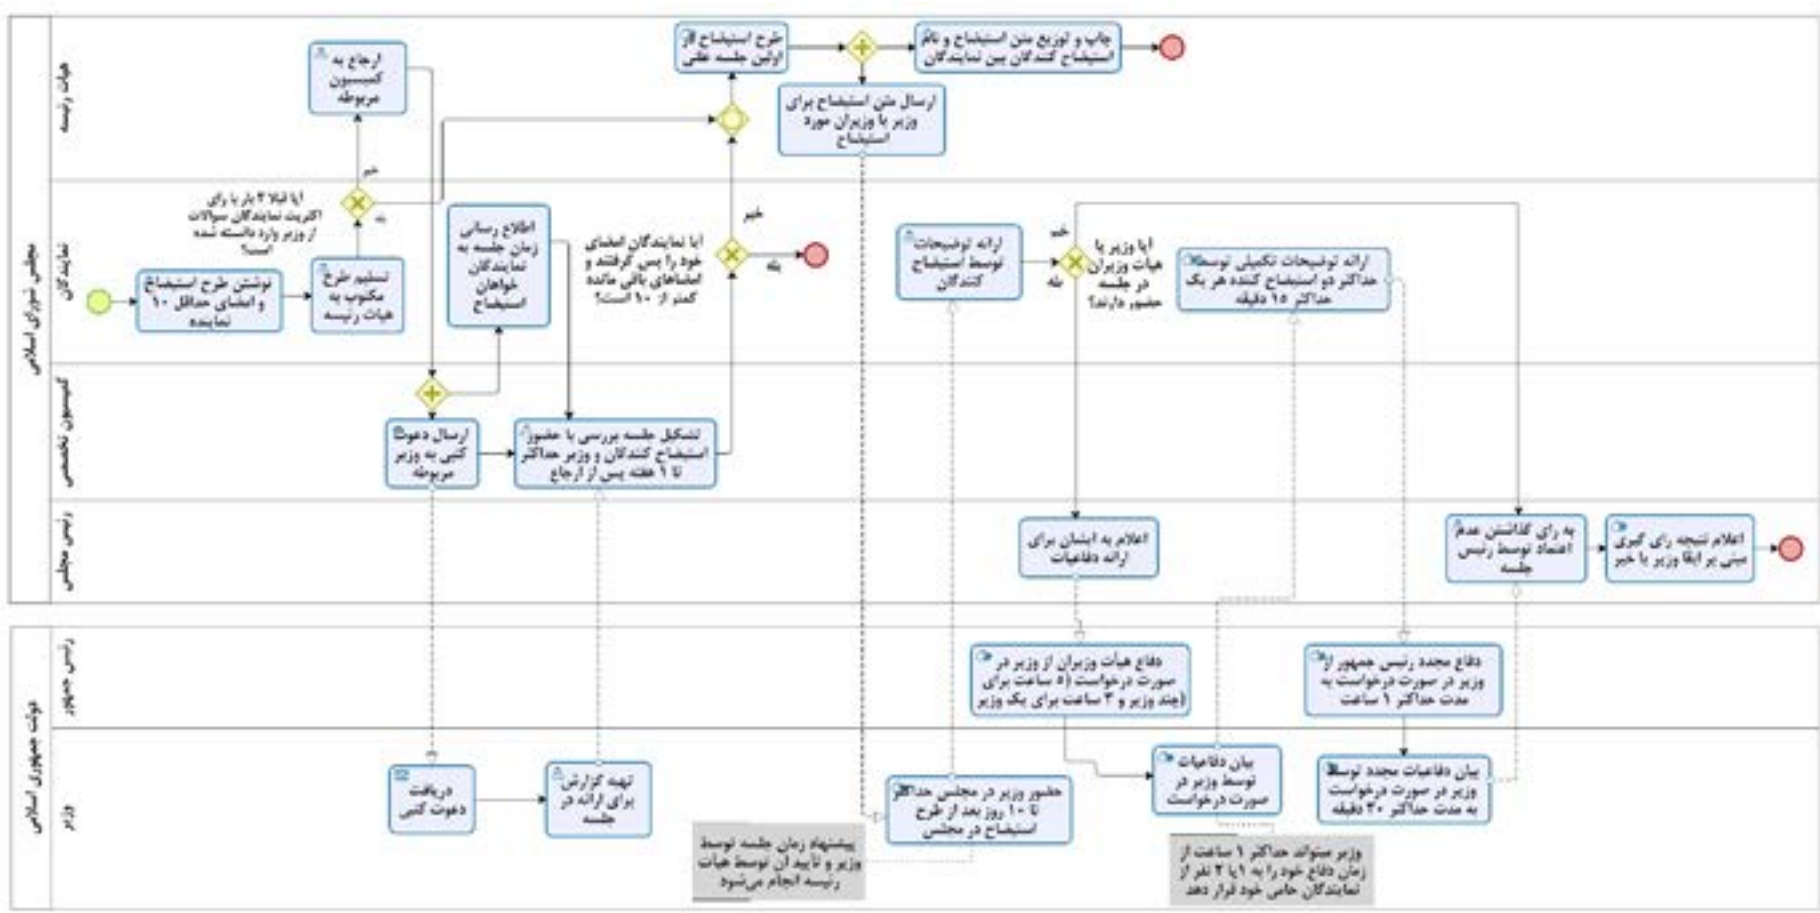 مجلس شورای اسلامی
هیات رئیسه
نمایندگان
کمیسیون تخصصی
رئیس مجلس
ارجاع به
کمیسیون
مربوطه
طرح استیضاح در
اولین جلسه علنی
چاپ و توزیع متن استیضاح و نام
استیضاح کنندگان بین نمایندگان
ارسال متن استیضاح برای
وزیر یا وزیران مورد
استیضاح
خیر
آیا قبلا ۳ بار با رای
اکثریت نمایندگان سوالات
از وزیر وارد دانسته شده
است؟
بله
نوشتن طرح استیضاح
و امضای حداقل ۱۰
نماینده
تسلیم طرح
مکتوب به
هیات رئیسه
اطلاع رسانی
زمان جلسه به
نمایندگان
خواهان
استیضاح
آیا نمایندگان امضای
خود را پس گرفتند و
امضاهای باقی مانده
کمتر از ۱۰ است؟
خیر
بله
ارائه توضیحات
توسط استیضاح
کنندگان
خیر
آیا وزیر یا
هیات وزیران
در جلسه
حضور دارند؟
بله
ارائه توضیحات تکمیلی توسط
حداکثر دو استیضاح کننده هر یک
حداکثر ۱۵ دقیقه
ارسال دعوت
کتبی به وزیر
مربوطه
تشکیل جلسه بررسی با حضور
استیضاح کنندگان و وزیر حداکثر
تا ۱ هفته پس از ارجاع
اعلام به ایشان برای
ارائه دفاعیات
به رای گذاشتن عدم
اعتماد توسط رئیس
جلسه
اعلام نتیجه رای گیری
مبنی بر ابقا وزیر یا خیر
دولت جمهوری اسلامی
رئیس جمهور
وزیر
دفاع هیأت وزیران از وزیر در
صورت درخواست (۵ ساعت برای
چند وزیر و ۳ ساعت برای یک وزیر)
دفاع مجدد رئیس جمهور از
وزیر در صورت درخواست به
مدت حداکثر ۱ ساعت
دریافت
دعوت کتبی
تهیه گزارش
برای ارائه در
جلسه
حضور وزیر در مجلس حداکثر
تا ۱۰ روز بعد از طرح
استیضاح در مجلس
بیان دفاعیات
توسط وزیر در
صورت درخواست
بیان دفاعیات مجدد توسط
وزیر در صورت درخواست
به مدت حداکثر ۳۰ دقیقه
پیشنهاد زمان جلسه توسط
وزیر و تأیید آن توسط هیات
رئیسه انجام می‌شود
وزیر میتواند حداکثر ۱ ساعت از
زمان دفاع خود را به ۱ یا ۲ نفر از
نمایندگان حامی خود قرار دهد